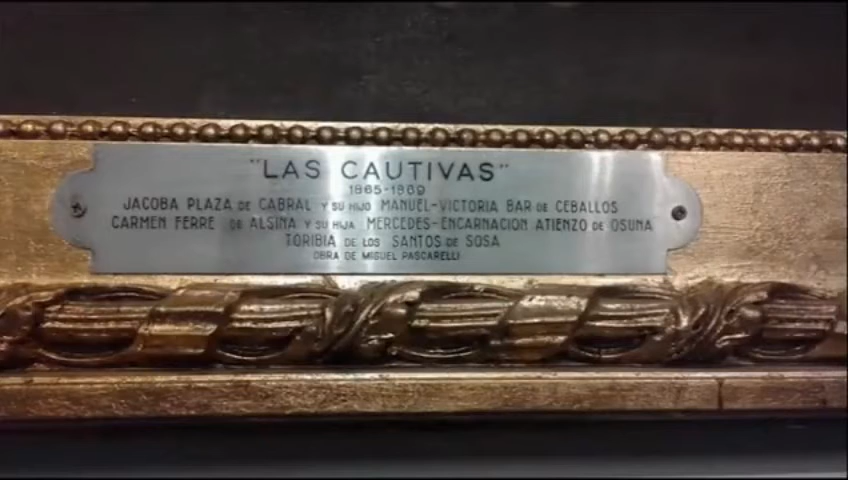 "LAS CAUTIVAS"
1865-1869
JACOBA PLAZA DE CABRAL Y SU HIJO MANUEL-VICTORIA BAR DE CEBALLOS
CARMEN FERRE DE ALSINA Y SU HIJA MERCEDES-ENCARNACION ATIENZO DE OSUNA
TORIBIA DE LOS SANTOS DE SOSA
OBRA DE MIGUEL PASCARELLI